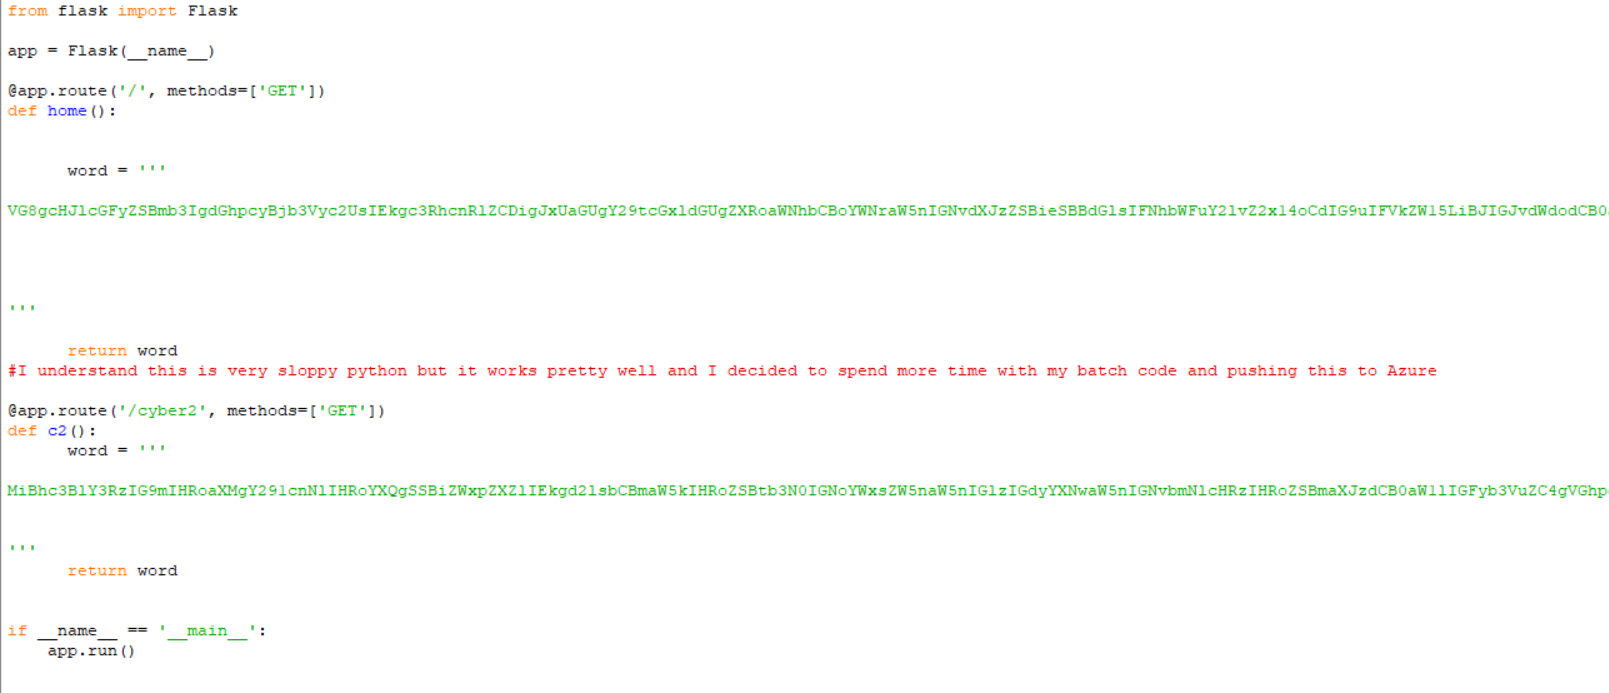 from flask import Flask
app = Flask(__name__)
@app.route('/', methods=['GET'])
def home():
word = '''
VG8gcHJlcGFyZSBmb3IgdGhpcyBjb3Vyc2UsIEkgc3RhcnRlZCDigJxUaGUgY29tcGxldGUgZXRoaWNhbCBoYWNraW5nIGNvdXJzZSBieSBBdGlsIFNhbWFuY2lvZ2x14oCdIG9uIFVkZW15LiBJIGJvdWdodCB0
'''
return word
#I understand this is very sloppy python but it works pretty well and I decided to spend more time with my batch code and pushing this to Azure
@app.route('/cyber2', methods=['GET'])
def c2():
word = '''
MiBhc3BlY3RzIG9mIHRoaXMgY291cnNlIHRoYXQgSSBiZWxpZXZlIEkgd2lsbCBmaW5kIHRoZSBtb3N0IGNoYWxsZW5naW5nIGlzIGdyYXNwaW5nIGNvbmNlcHRzIHRoZSBmaXJzdCB0aW1lIGFyb3VuZC4gVGhp
'''
return word
if __name__ == '__main__':
app.run()